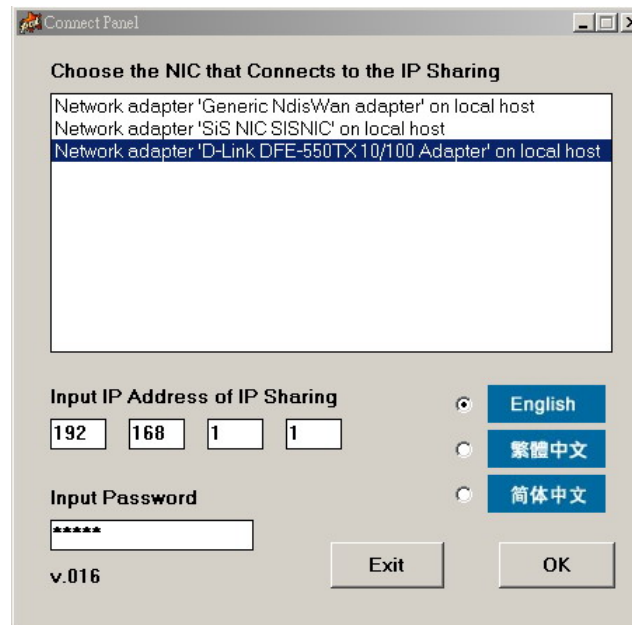 Connect Panel
Choose the NIC that Connects to the IP Sharing
Network adapter 'Generic NdisWan adapter' on local host
Network adapter 'SiS NIC SISNIC' on local host
Network adapter 'D-Link DFE-550TX 10/100 Adapter' on local host
Input IP Address of IP Sharing
192 168 1 1
English
繁體中文
简体中文
Input Password
*****
v.016
Exit
OK